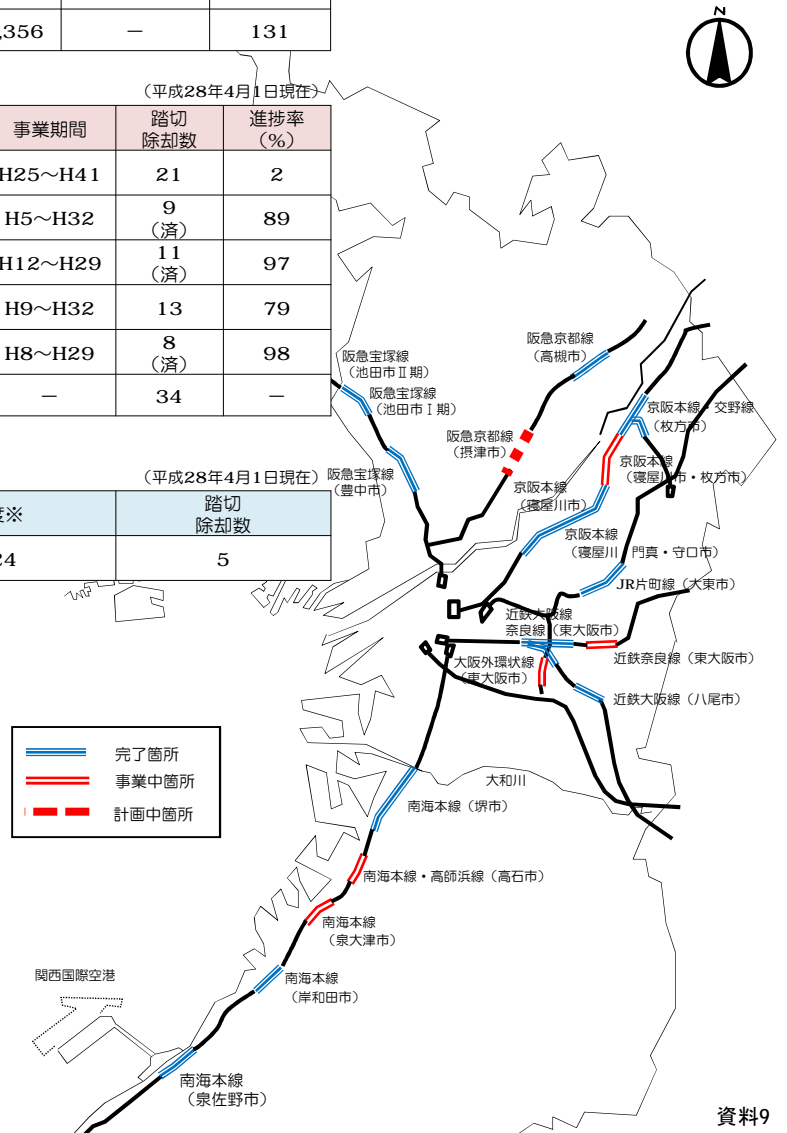 ,356 － 131
N
（平成28年4月1日現在）
事業期間 踏切除却数 進捗率（%）
H25～H41 21 2
H5～H32 9（済） 89
H12～H29 11（済） 97
H9～H32 13 79
H8～H29 8（済） 98
－ 34 －
（平成28年4月1日現在）
度※ 踏切除却数
24 5
阪急京都線
（高槻市）
阪急宝塚線
（池田市Ⅱ期）
阪急宝塚線
（池田市Ⅰ期）
京阪本線・交野線
（枚方市）
阪急京都線
（摂津市）
京阪本線
（寝屋川市・枚方市）
阪急宝塚線
（豊中市）
京阪本線
（寝屋川市）
京阪本線
（寝屋川 門真・守口市）
JR片町線（大東市）
近鉄大阪線
奈良線（東大阪市）
大阪外環状線
（東大阪市）
近鉄奈良線（東大阪市）
近鉄大阪線（八尾市）
完了箇所
事業中箇所
計画中箇所
大和川
南海本線（堺市）
南海本線・高師浜線（高石市）
南海本線
（泉大津市）
関西国際空港
南海本線
（岸和田市）
南海本線
（泉佐野市）
資料9